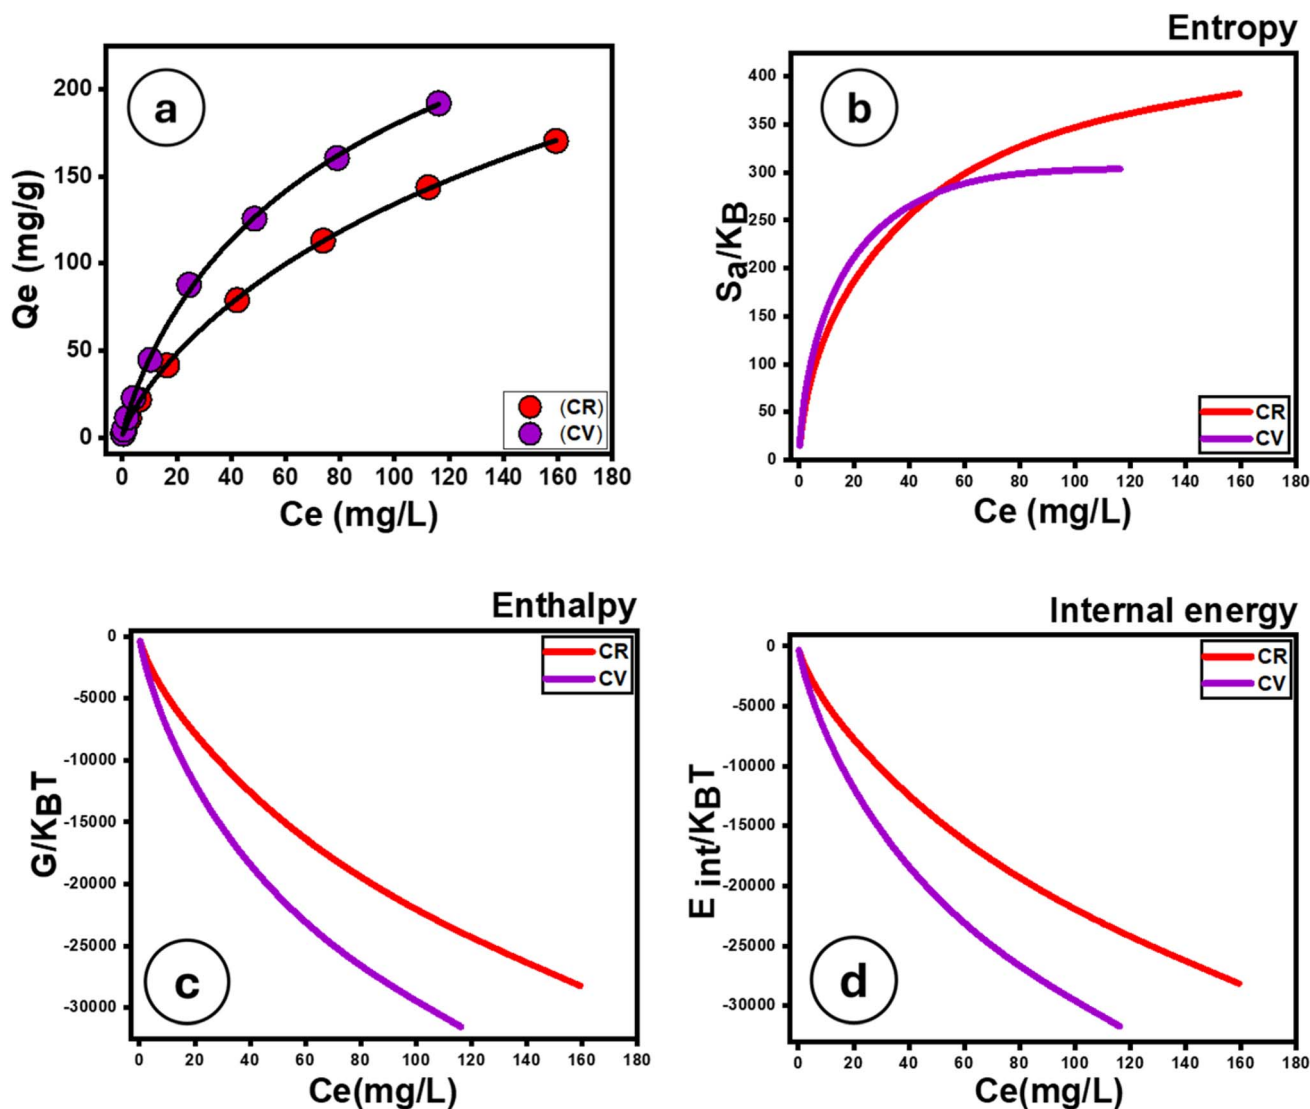 a
Qe (mg/g)
200
150
100
50
0
0 20 40 60 80 100 120 140 160 180
Ce (mg/L)
(CR)
(CV)
Entropy
b
Sa/KB
400
350
300
250
200
150
100
50
0
0 20 40 60 80 100 120 140 160 180
Ce (mg/L)
CR
CV
Enthalpy
c
G/KBT
0
-5000
-10000
-15000
-20000
-25000
-30000
0 20 40 60 80 100 120 140 160 180
Ce(mg/L)
CR
CV
Internal energy
d
E int/KBT
0
-5000
-10000
-15000
-20000
-25000
-30000
0 20 40 60 80 100 120 140 160 180
Ce(mg/L)
CR
CV